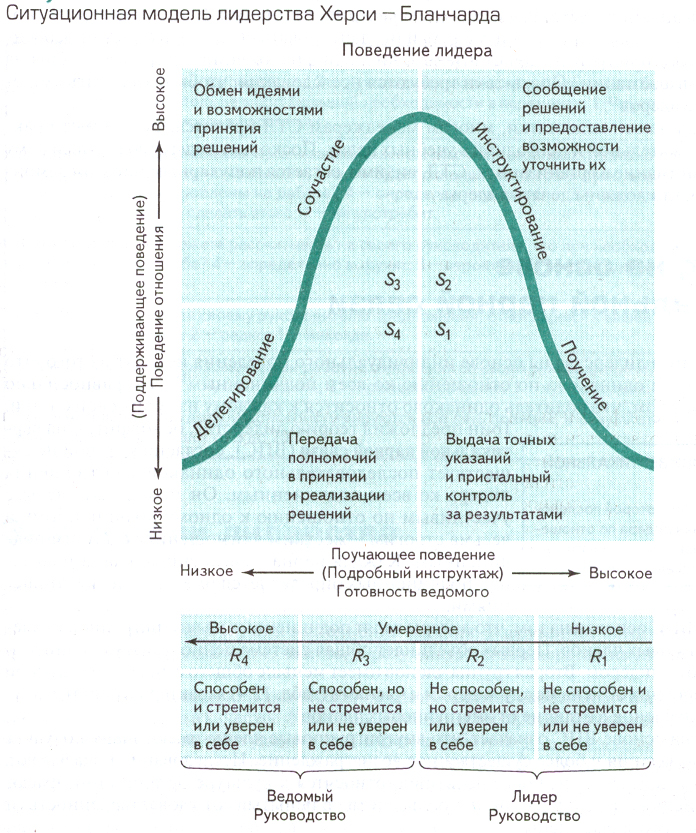 Ситуационная модель лидерства Херси – Бланчарда
Поведение лидера
Высокое
(Поддерживающее поведение)
Поведение отношения
Низкое
Обмен идеями
и возможностями
принятия
решений
Сообщение
решений
и предоставление
возможности
уточнить их
Соучастие
Инструктирование
S3
S2
S4
S1
Делегирование
Поучение
Передача
полномочий
в принятии
и реализации
решений
Выдача точных
указаний
и пристальный
контроль
за результатами
Поучающее поведение
Низкое
(Подробный инструктаж)
Высокое
Готовность ведомого
Высокое
Умеренное
Низкое
R4
R3
R2
R1
Способен
и стремится
или уверен
в себе
Способен, но
не стремится
или не уверен
в себе
Не способен,
но стремится
или уверен
в себе
Не способен и
не стремится
или не уверен
в себе
Ведомый
Руководство
Лидер
Руководство